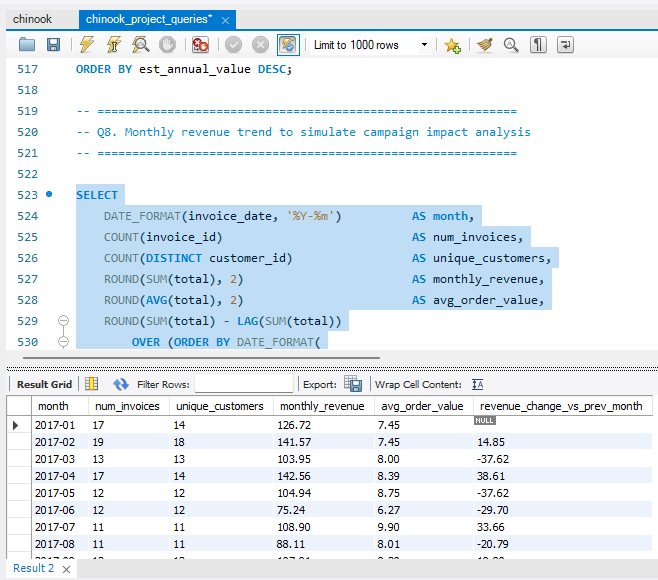 chinook
chinook_project_queries*
Limit to 1000 rows
517 ORDER BY est_annual_value DESC;
518
519 -- =============================================================
520 -- Q8. Monthly revenue trend to simulate campaign impact analysis
521 -- =============================================================
522
523 SELECT
524 DATE_FORMAT(invoice_date, '%Y-%m') AS month,
525 COUNT(invoice_id) AS num_invoices,
526 COUNT(DISTINCT customer_id) AS unique_customers,
527 ROUND(SUM(total), 2) AS monthly_revenue,
528 ROUND(AVG(total), 2) AS avg_order_value,
529 ROUND(SUM(total) - LAG(SUM(total))
530 OVER (ORDER BY DATE_FORMAT(
Result Grid Filter Rows: Export: Wrap Cell Content: IA
month num_invoices unique_customers monthly_revenue avg_order_value revenue_change_vs_prev_month
2017-01 17 14 126.72 7.45 NULL
2017-02 19 18 141.57 7.45 14.85
2017-03 13 13 103.95 8.00 -37.62
2017-04 17 14 142.56 8.39 38.61
2017-05 12 12 104.94 8.75 -37.62
2017-06 12 12 75.24 6.27 -29.70
2017-07 11 11 108.90 9.90 33.66
2017-08 11 11 88.11 8.01 -20.79
Result 2